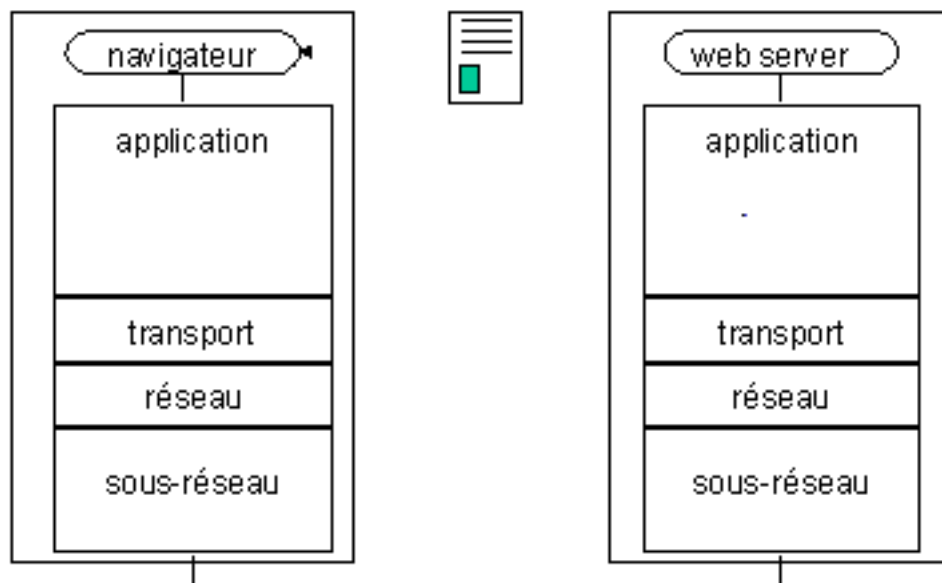 navigateur
application
transport
réseau
sous-réseau
web server
application
transport
réseau
sous-réseau